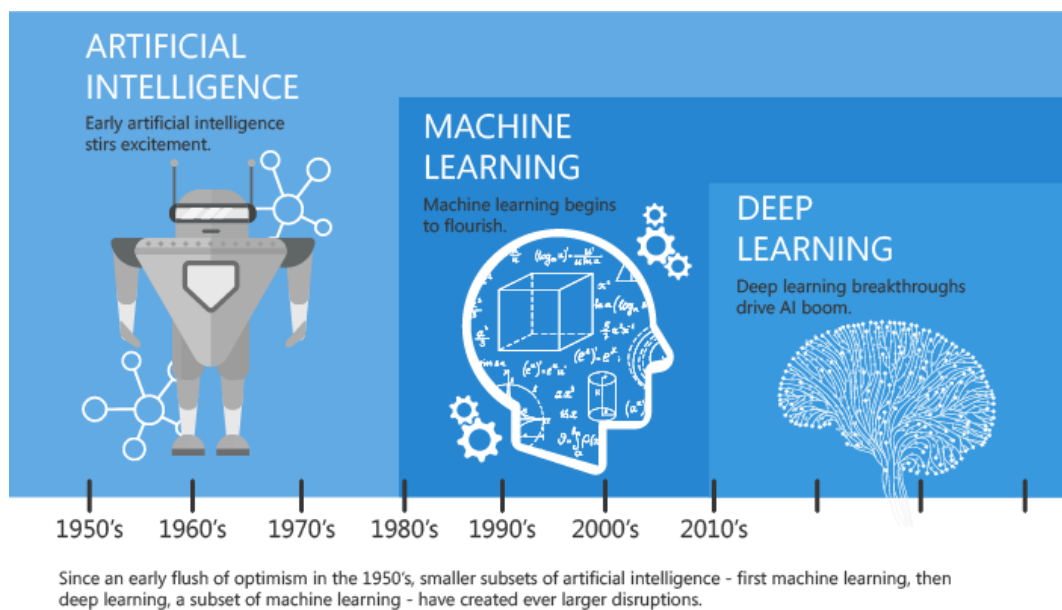 ARTIFICIAL
INTELLIGENCE
Early artificial intelligence
stirs excitement.
MACHINE
LEARNING
Machine learning begins
to flourish.
DEEP
LEARNING
Deep learning breakthroughs
drive AI boom.
1950's 1960's 1970's 1980's 1990's 2000's 2010's
Since an early flush of optimism in the 1950's, smaller subsets of artificial intelligence - first machine learning, then
deep learning, a subset of machine learning - have created ever larger disruptions.